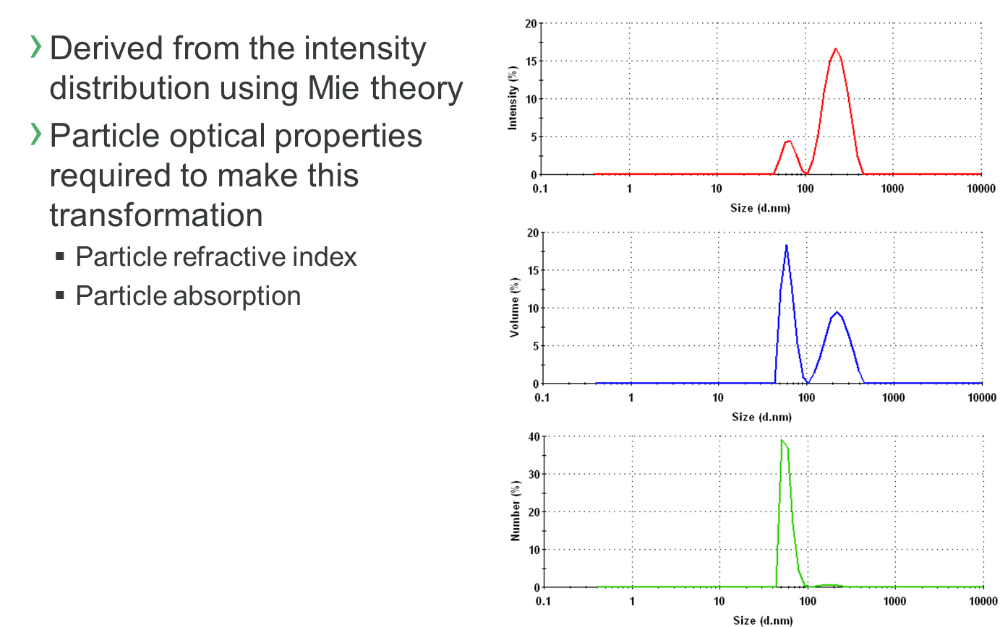 › Derived from the intensity
distribution using Mie theory
› Particle optical properties
required to make this
transformation
▪ Particle refractive index
▪ Particle absorption
Intensity (%)
20
15
10
5
0
0.1 1 10 100 1000 10000
Size (d.nm)
Volume (%)
20
15
10
5
0
0.1 1 10 100 1000 10000
Size (d.nm)
Number (%)
40
30
20
10
0
0.1 1 10 100 1000 10000
Size (d.nm)